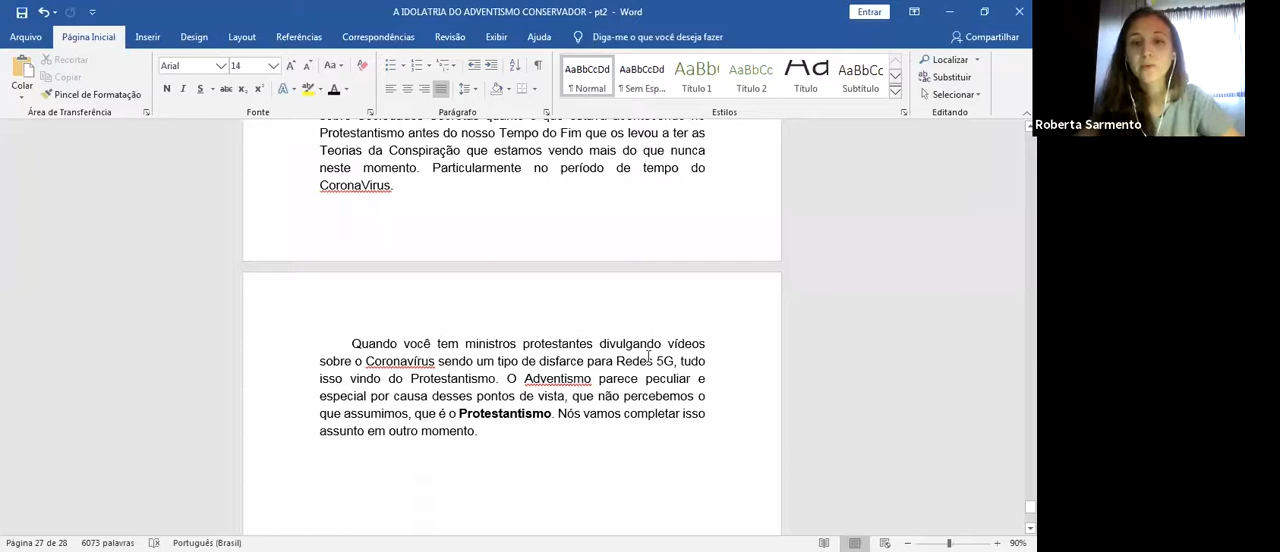 A IDOLATRIA DO ADVENTISMO CONSERVADOR - pt2 - Word
Entrar
Arquivo
Página Inicial
Inserir
Design
Layout
Referências
Correspondências
Revisão
Exibir
Ajuda
Diga-me o que você deseja fazer
Compartilhar
Colar
Recortar
Copiar
Pincel de Formatação
Área de Transferência
Arial
14
N I S abc x₂ x²
Fonte
Parágrafo
AaBbCcDd
¶ Normal
AaBbCcDd
¶ Sem Esp...
AaBbC
Título 1
AaBbCc
Título 2
AaB
Título
AaBbCc
Subtítulo
Estilos
Localizar
Substituir
Selecionar
Editando
Roberta Sarmento
Protestantismo antes do nosso Tempo do Fim que os levou a ter as
Teorias da Conspiração que estamos vendo mais do que nunca
neste momento. Particularmente no período de tempo do
CoronaVirus.
Quando você tem ministros protestantes divulgando vídeos
sobre o Coronavírus sendo um tipo de disfarce para Redes 5G, tudo
isso vindo do Protestantismo. O Adventismo parece peculiar e
especial por causa desses pontos de vista, que não percebemos o
que assumimos, que é o Protestantismo. Nós vamos completar isso
assunto em outro momento.
Página 27 de 28
6073 palavras
Português (Brasil)
90%